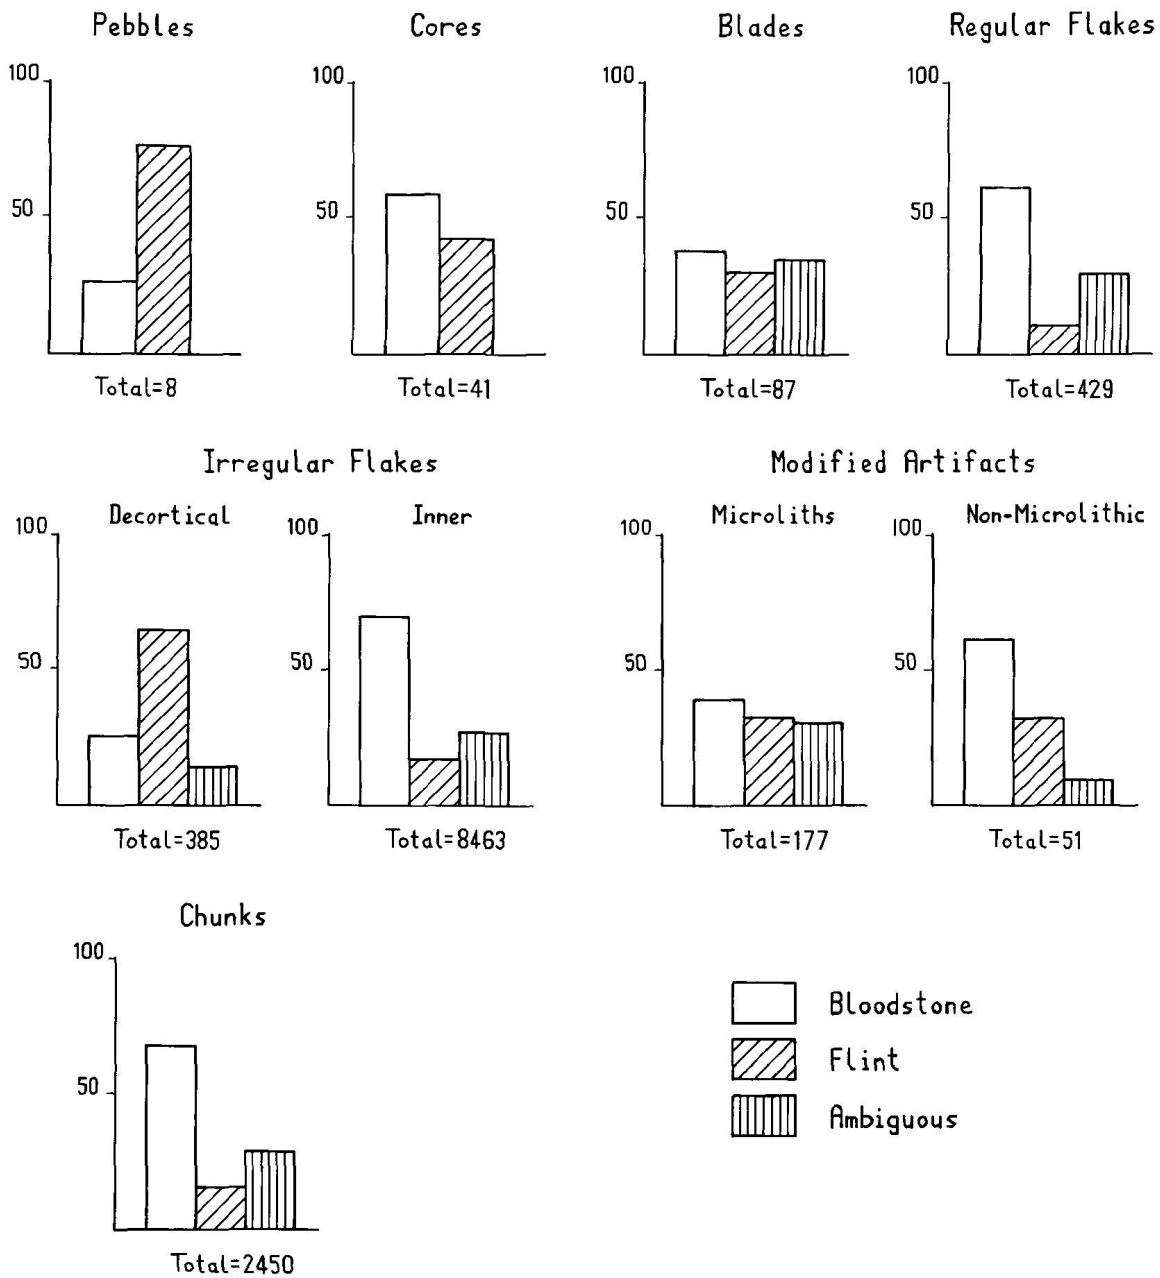 Pebbles
100
50
Total=8
Cores
100
50
Total=41
Blades
100
50
Total=87
Regular Flakes
100
50
Total=429
Irregular Flakes
Decortical
100
50
Total=385
Inner
100
50
Total=8463
Modified Artifacts
Microliths
100
50
Total=177
Non-Microlithic
100
50
Total=51
Chunks
100
50
Total=2450
Bloodstone
Flint
Ambiguous